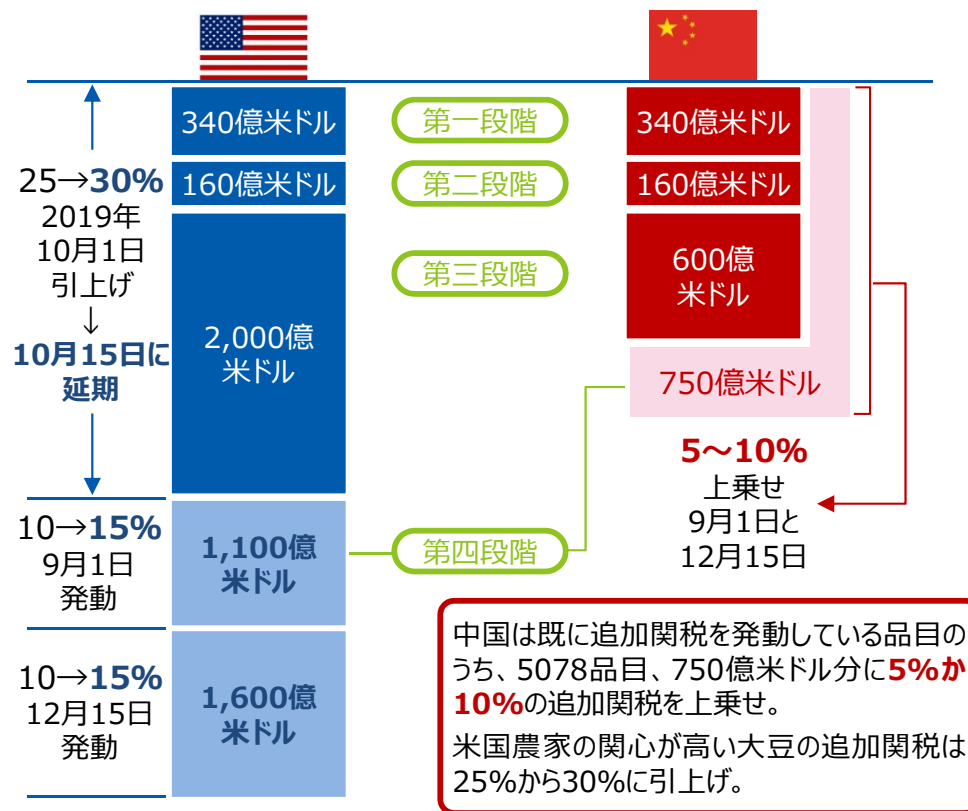 340億米ドル
第一段階
340億米ドル
25→30%
2019年
10月1日
引上げ
↓
10月15日に
延期
160億米ドル
第二段階
160億米ドル
2,000億
米ドル
第三段階
600億
米ドル
750億米ドル
5～10%
上乗せ
9月1日と
12月15日
10→15%
9月1日
発動
1,100億
米ドル
第四段階
10→15%
12月15日
発動
1,600億
米ドル
中国は既に追加関税を発動している品目の
うち、5078品目、750億米ドル分に5%か
10%の追加関税を上乗せ。
米国農家の関心が高い大豆の追加関税は
25%から30%に引上げ。